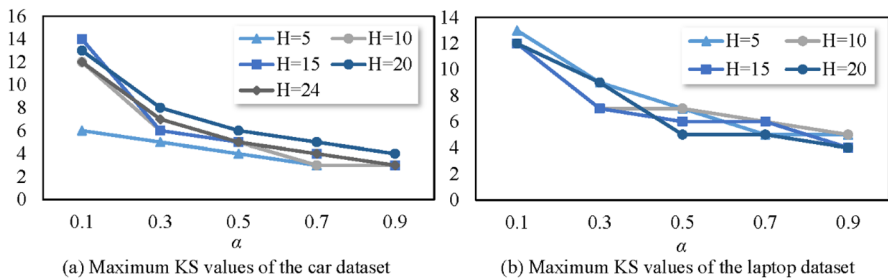 16
14
12
10
8
6
4
2
0
H=5
H=10
H=15
H=20
H=24
0.1 0.3 0.5 0.7 0.9
α
(a) Maximum KS values of the car dataset
14
12
10
8
6
4
2
0
H=5
H=10
H=15
H=20
0.1 0.3 0.5 0.7 0.9
α
(b) Maximum KS values of the laptop dataset